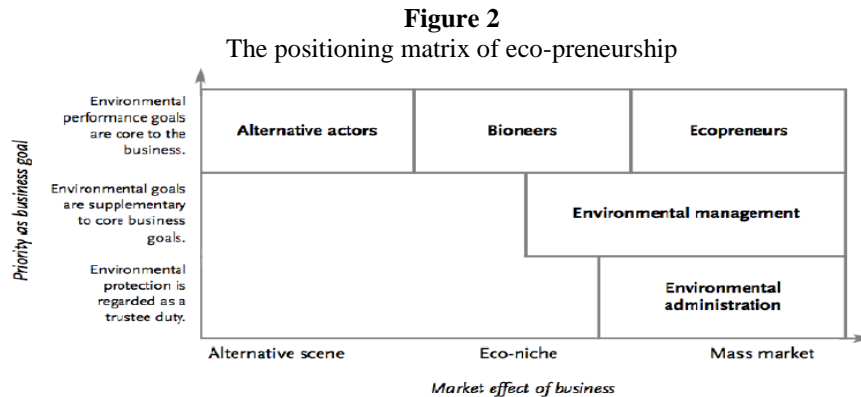 Figure 2
The positioning matrix of eco-preneurship
Priority as business goal
Environmental
performance goals
are core to the
business.
Alternative actors
Bioneers
Ecopreneurs
Environmental goals
are supplementary
to core business
goals.
Environmental management
Environmental
protection is
regarded as a
trustee duty.
Environmental
administration
Alternative scene
Eco-niche
Mass market
Market effect of business